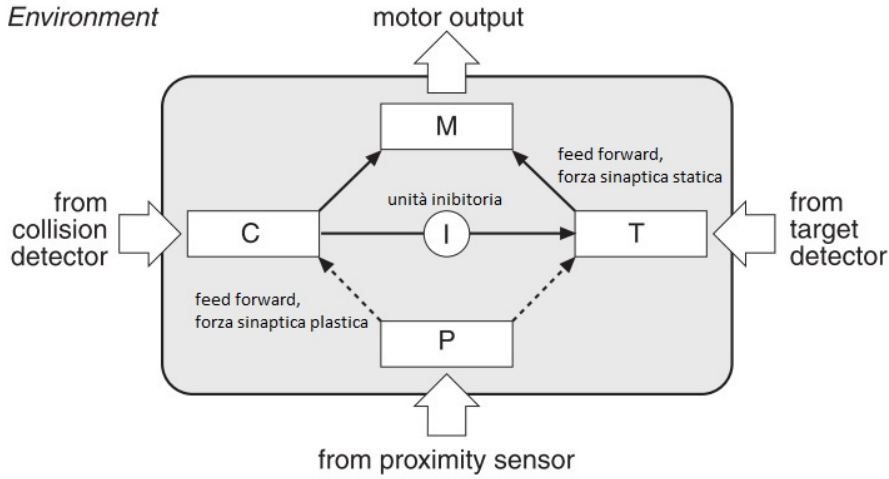 Environment
motor output
M
feed forward,
forza sinaptica statica
from
collision
detector
C
unità inibitoria
I
T
from
target
detector
feed forward,
forza sinaptica plastica
P
from proximity sensor